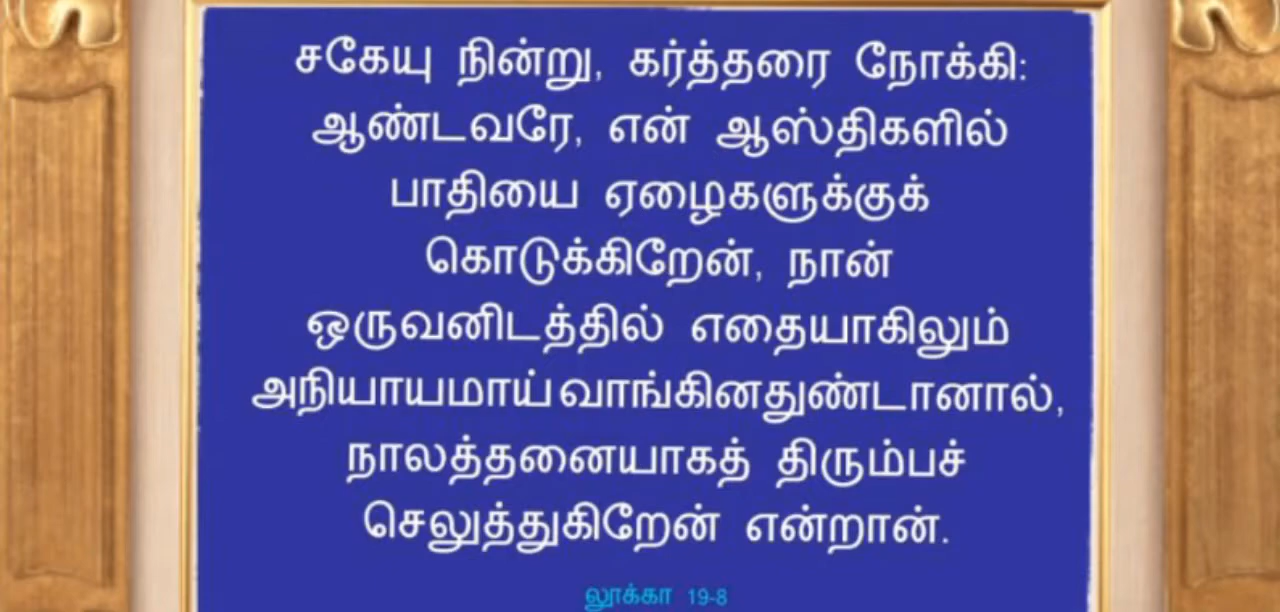 சகேயு நின்று, கர்த்தரை நோக்கி:
ஆண்டவரே, என் ஆஸ்திகளில்
பாதியை ஏழைகளுக்குக்
கொடுக்கிறேன், நான்
ஒருவனிடத்தில் எதையாகிலும்
அநியாயமாய் வாங்கினதுண்டானால்,
நாலத்தனையாகத் திரும்பச்
செலுத்துகிறேன் என்றான்.
லூக்கா 19-8